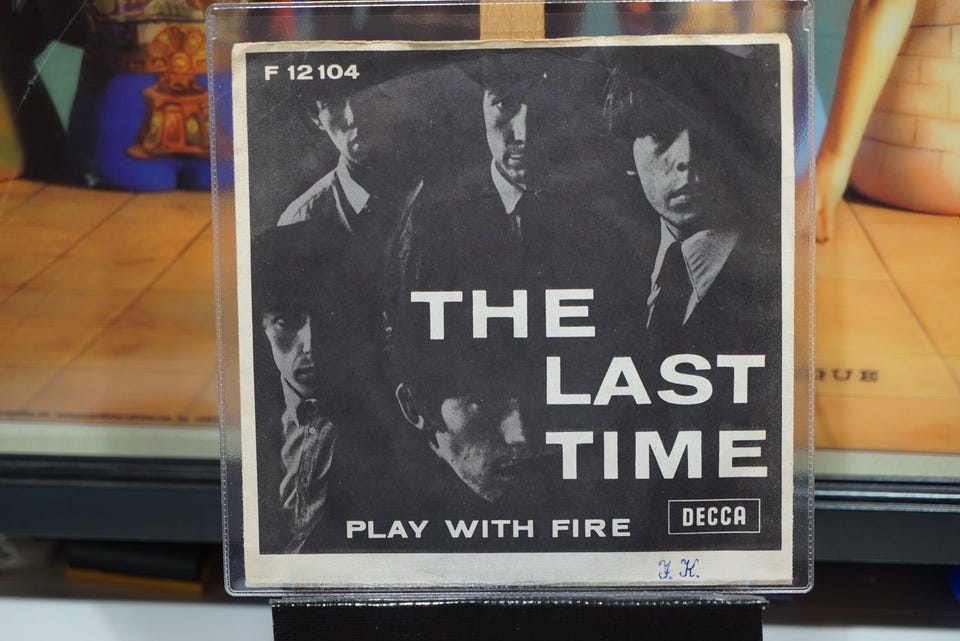 F 12104
THE
LAST
TIME
PLAY WITH FIRE
DECCA